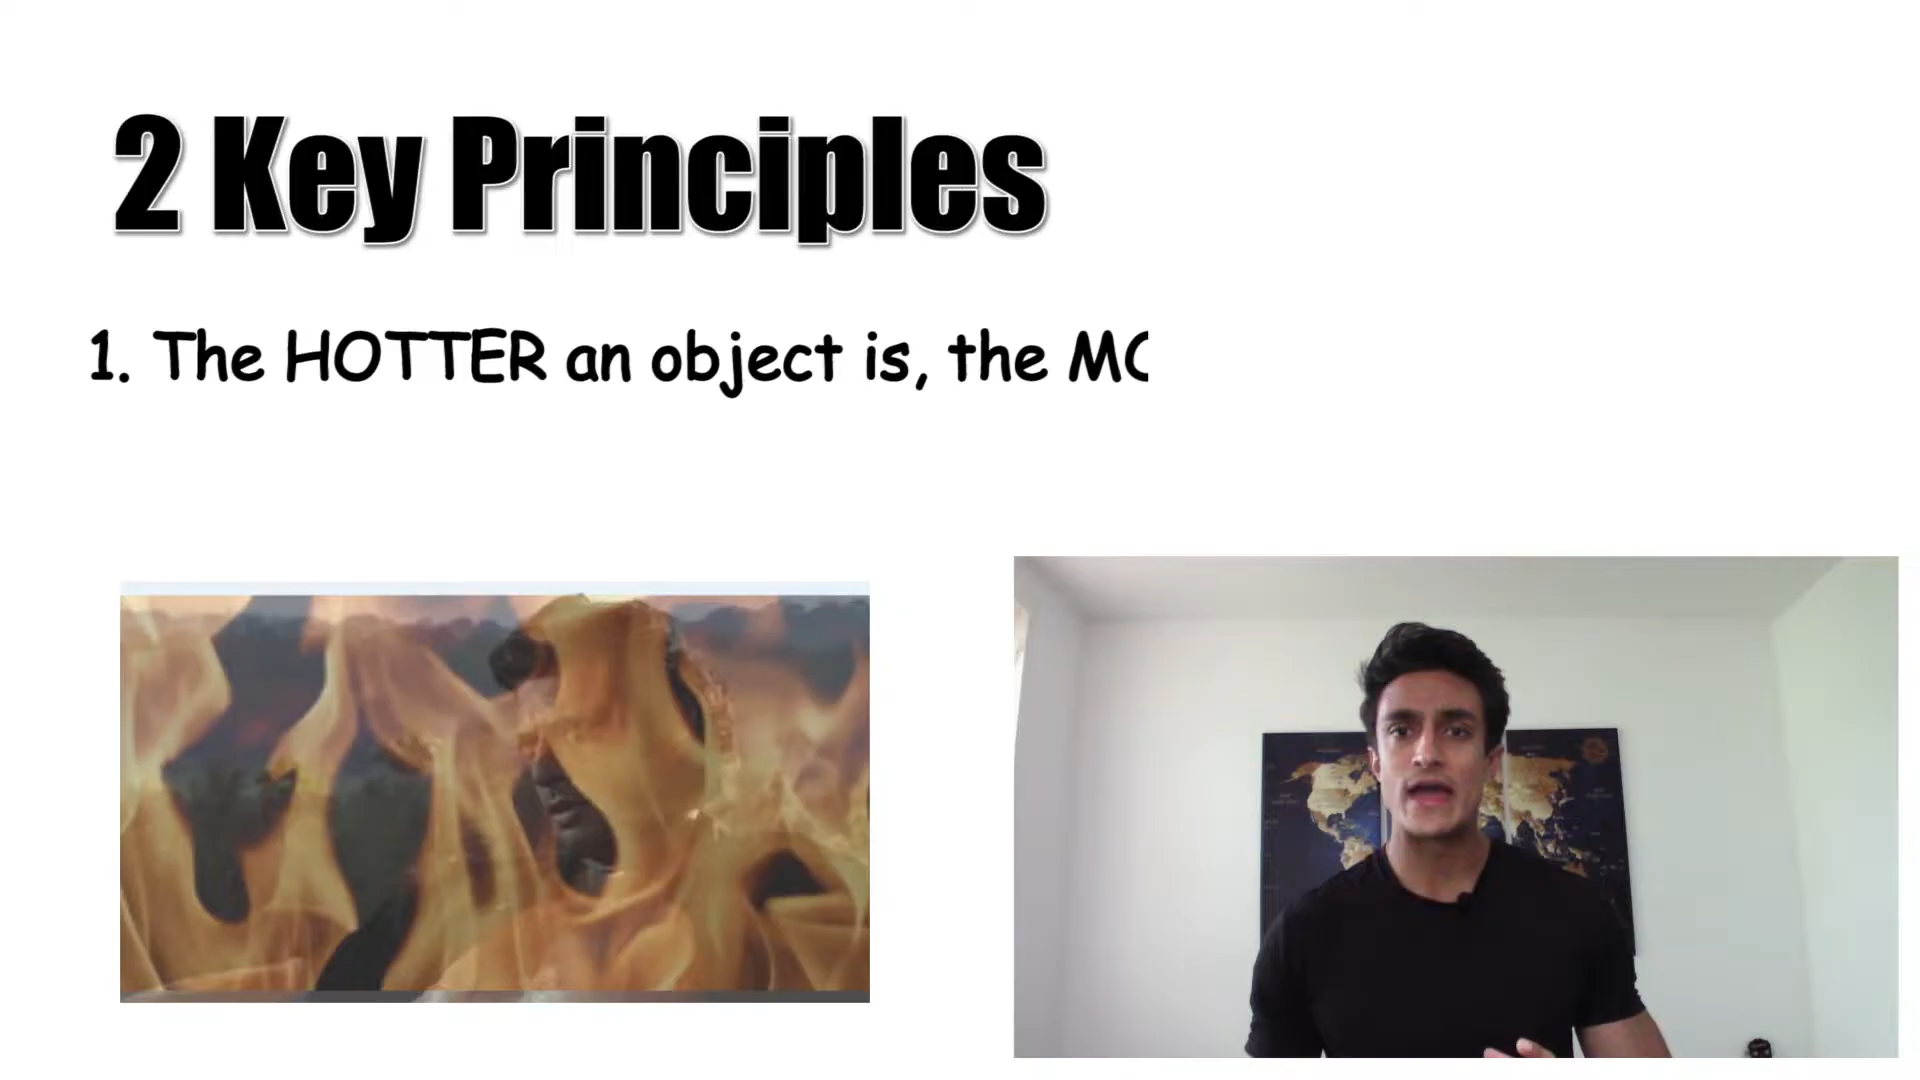 2 Key Principles
1. The HOTTER an object is, the